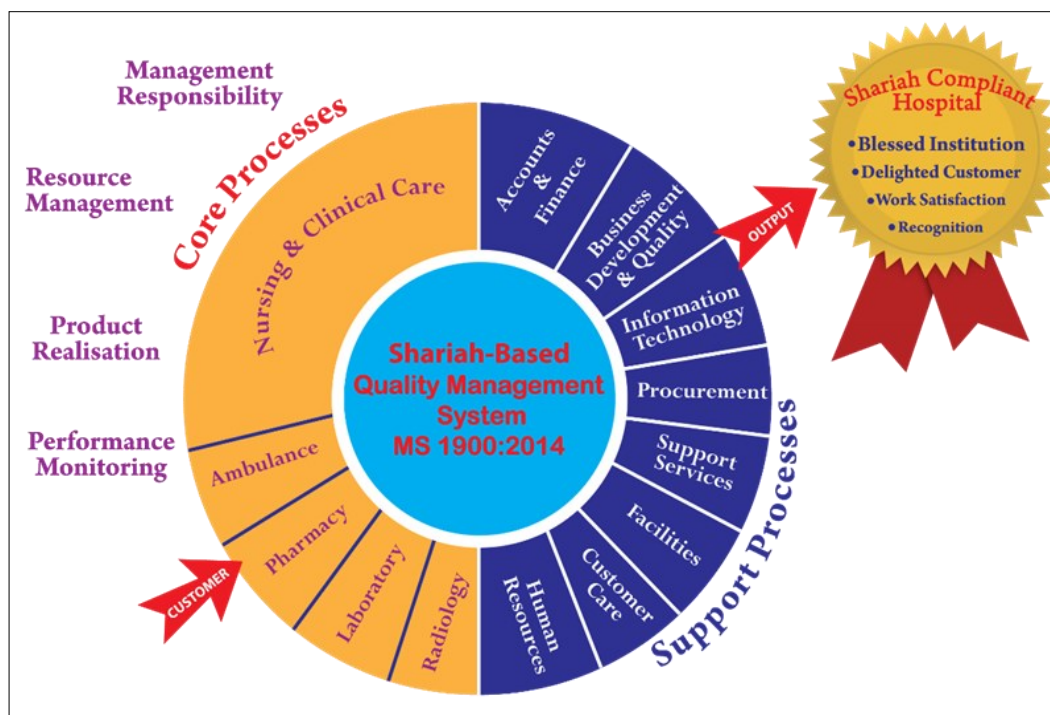 Management
Responsibility
Resource
Management
Product
Realisation
Performance
Monitoring
Core Processes
Nursing & Clinical Care
Ambulance
Pharmacy
Laboratory
Radiology
CUSTOMER
Shariah-Based
Quality Management
System
MS 1900:2014
Accounts
&
Finance
Business
Development
& Quality
Information
Technology
Procurement
Support
Services
Facilities
Customer
Care
Human
Resources
Support Processes
OUTPUT
Shariah Compliant
Hospital
•Blessed Institution
•Delighted Customer
•Work Satisfaction
•Recognition